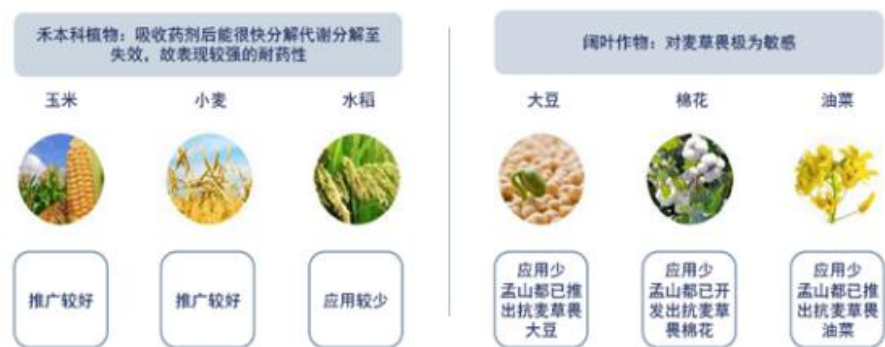 禾本科植物：吸收药剂后能很快分解代谢分解至
失效，故表现较强的耐药性
阔叶作物：对麦草畏极为敏感
玉米
小麦
水稻
大豆
棉花
油菜
推广较好
推广较好
应用较少
应用少
孟山都已推
出抗麦草畏
大豆
应用少
孟山都已开
发出抗麦草
畏棉花
应用少
孟山都已推
出抗麦草畏
油菜